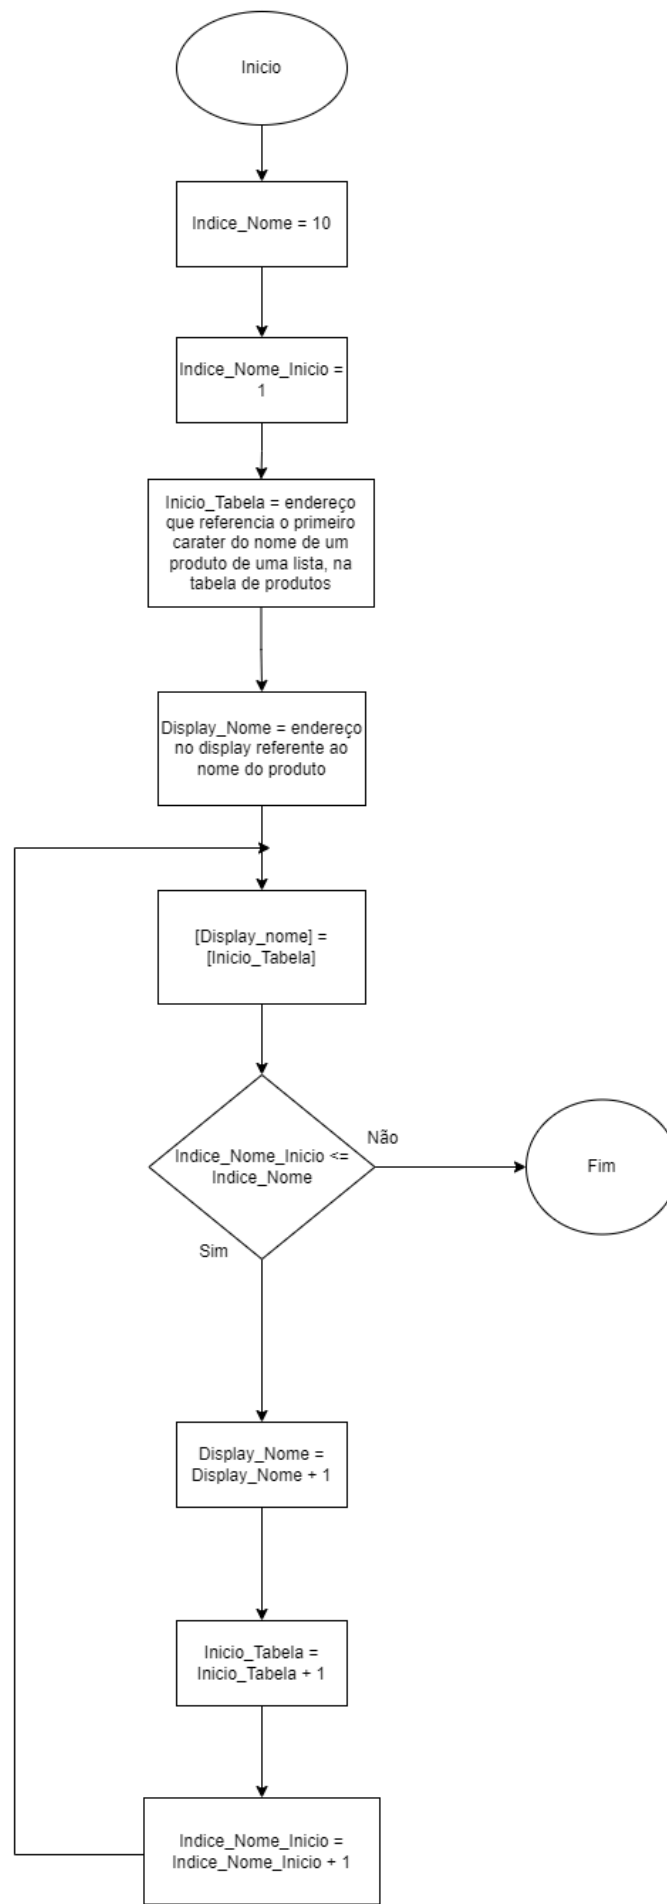 Inicio
Indice_Nome = 10
Indice_Nome_Inicio =
1
Inicio_Tabela = endereço
que referencia o primeiro
carater do nome de um
produto de uma lista, na
tabela de produtos
Display_Nome = endereço
no display referente ao
nome do produto
[Display_nome] =
[Inicio_Tabela]
Indice_Nome_Inicio <=
Indice_Nome
Não
Fim
Sim
Display_Nome =
Display_Nome + 1
Inicio_Tabela =
Inicio_Tabela + 1
Indice_Nome_Inicio =
Indice_Nome_Inicio + 1